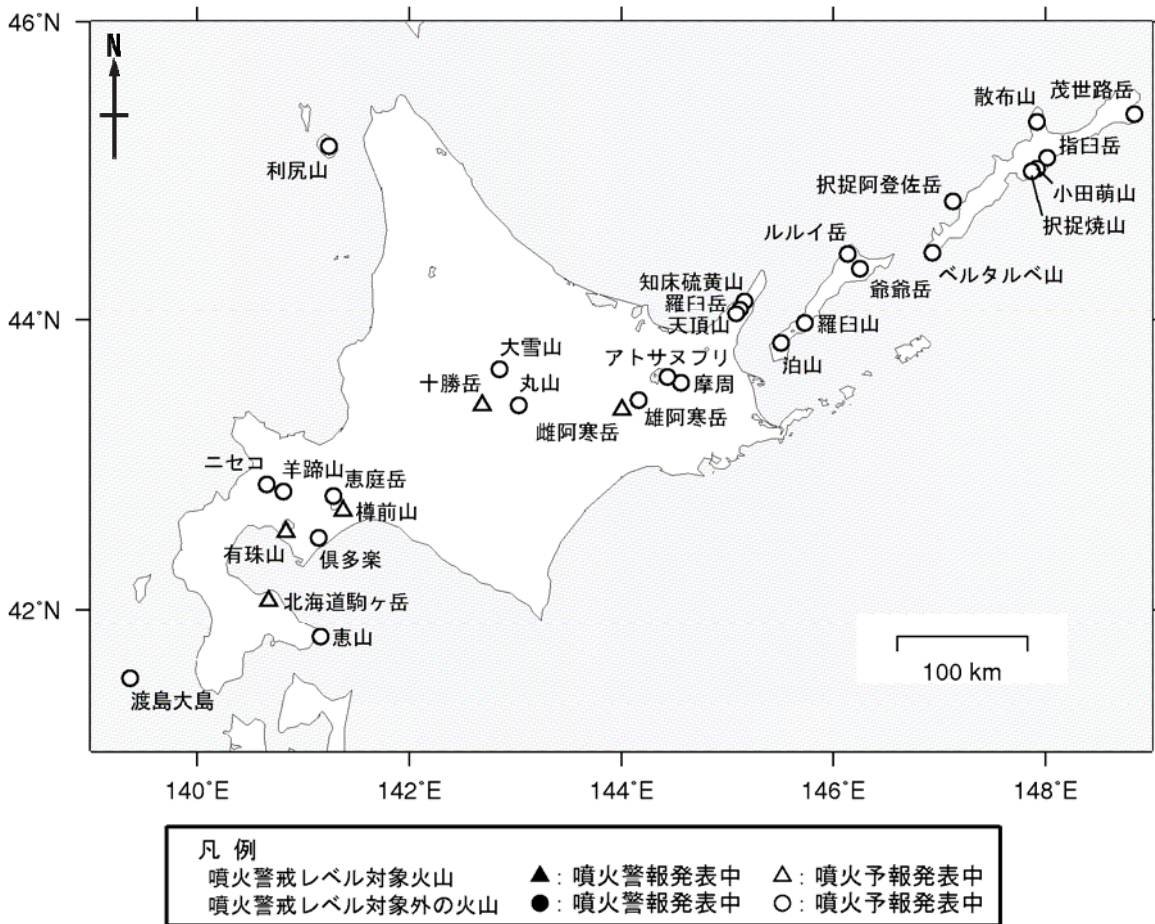 46°N
N
散布山
茂世路岳
利尻山
指臼岳
択捉阿登佐岳
小田萌山
択捉焼山
ルルイ岳
爺爺岳
ベルタルベ山
知床硫黄山
羅臼岳
天頂山
44°N
羅臼山
泊山
大雪山
アトサヌプリ
十勝岳
丸山
摩周
雌阿寒岳
雄阿寒岳
ニセコ
羊蹄山
恵庭岳
樽前山
有珠山
倶多楽
42°N
北海道駒ヶ岳
恵山
100 km
渡島大島
140°E
142°E
144°E
146°E
148°E
凡 例
噴火警戒レベル対象火山 ▲: 噴火警報発表中 △: 噴火予報発表中
噴火警戒レベル対象外の火山 ●: 噴火警報発表中 ○: 噴火予報発表中